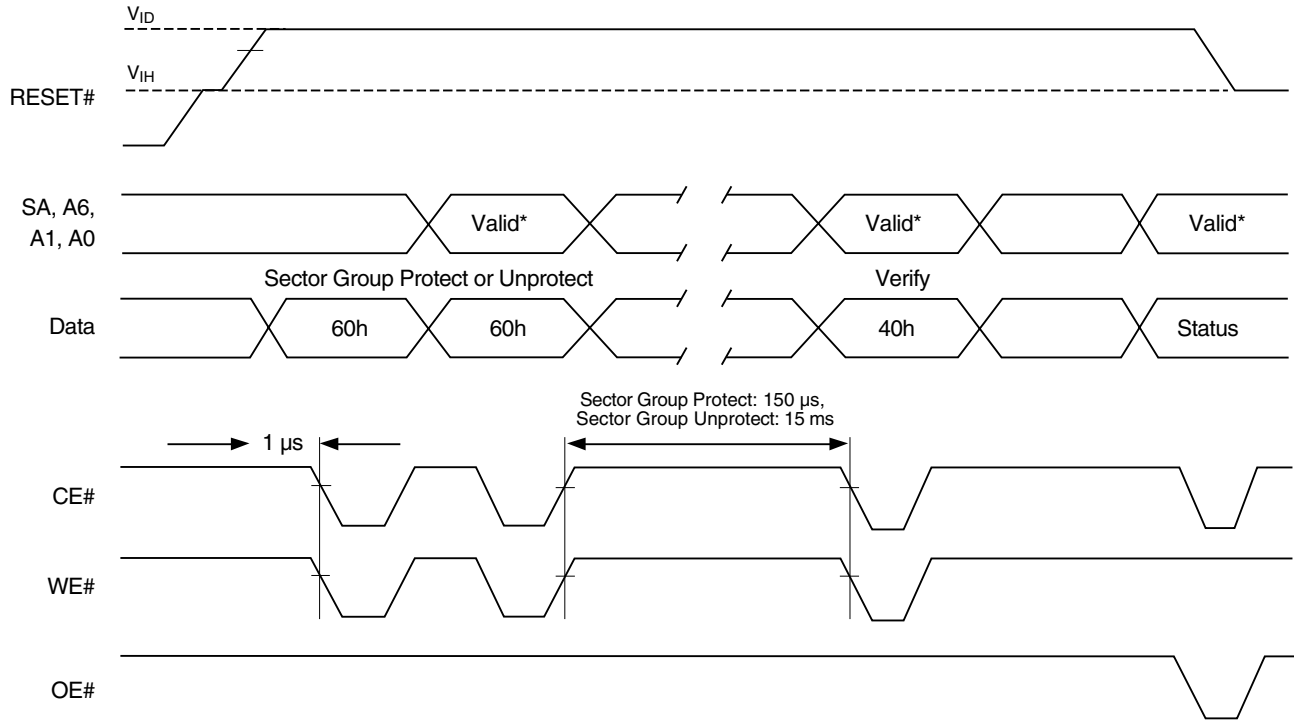 VID
VIH
RESET#
SA, A6,
A1, A0
Valid*
Valid*
Valid*
Sector Group Protect or Unprotect
Verify
Data
60h
60h
40h
Status
Sector Group Protect: 150 µs,
Sector Group Unprotect: 15 ms
1 µs
CE#
WE#
OE#